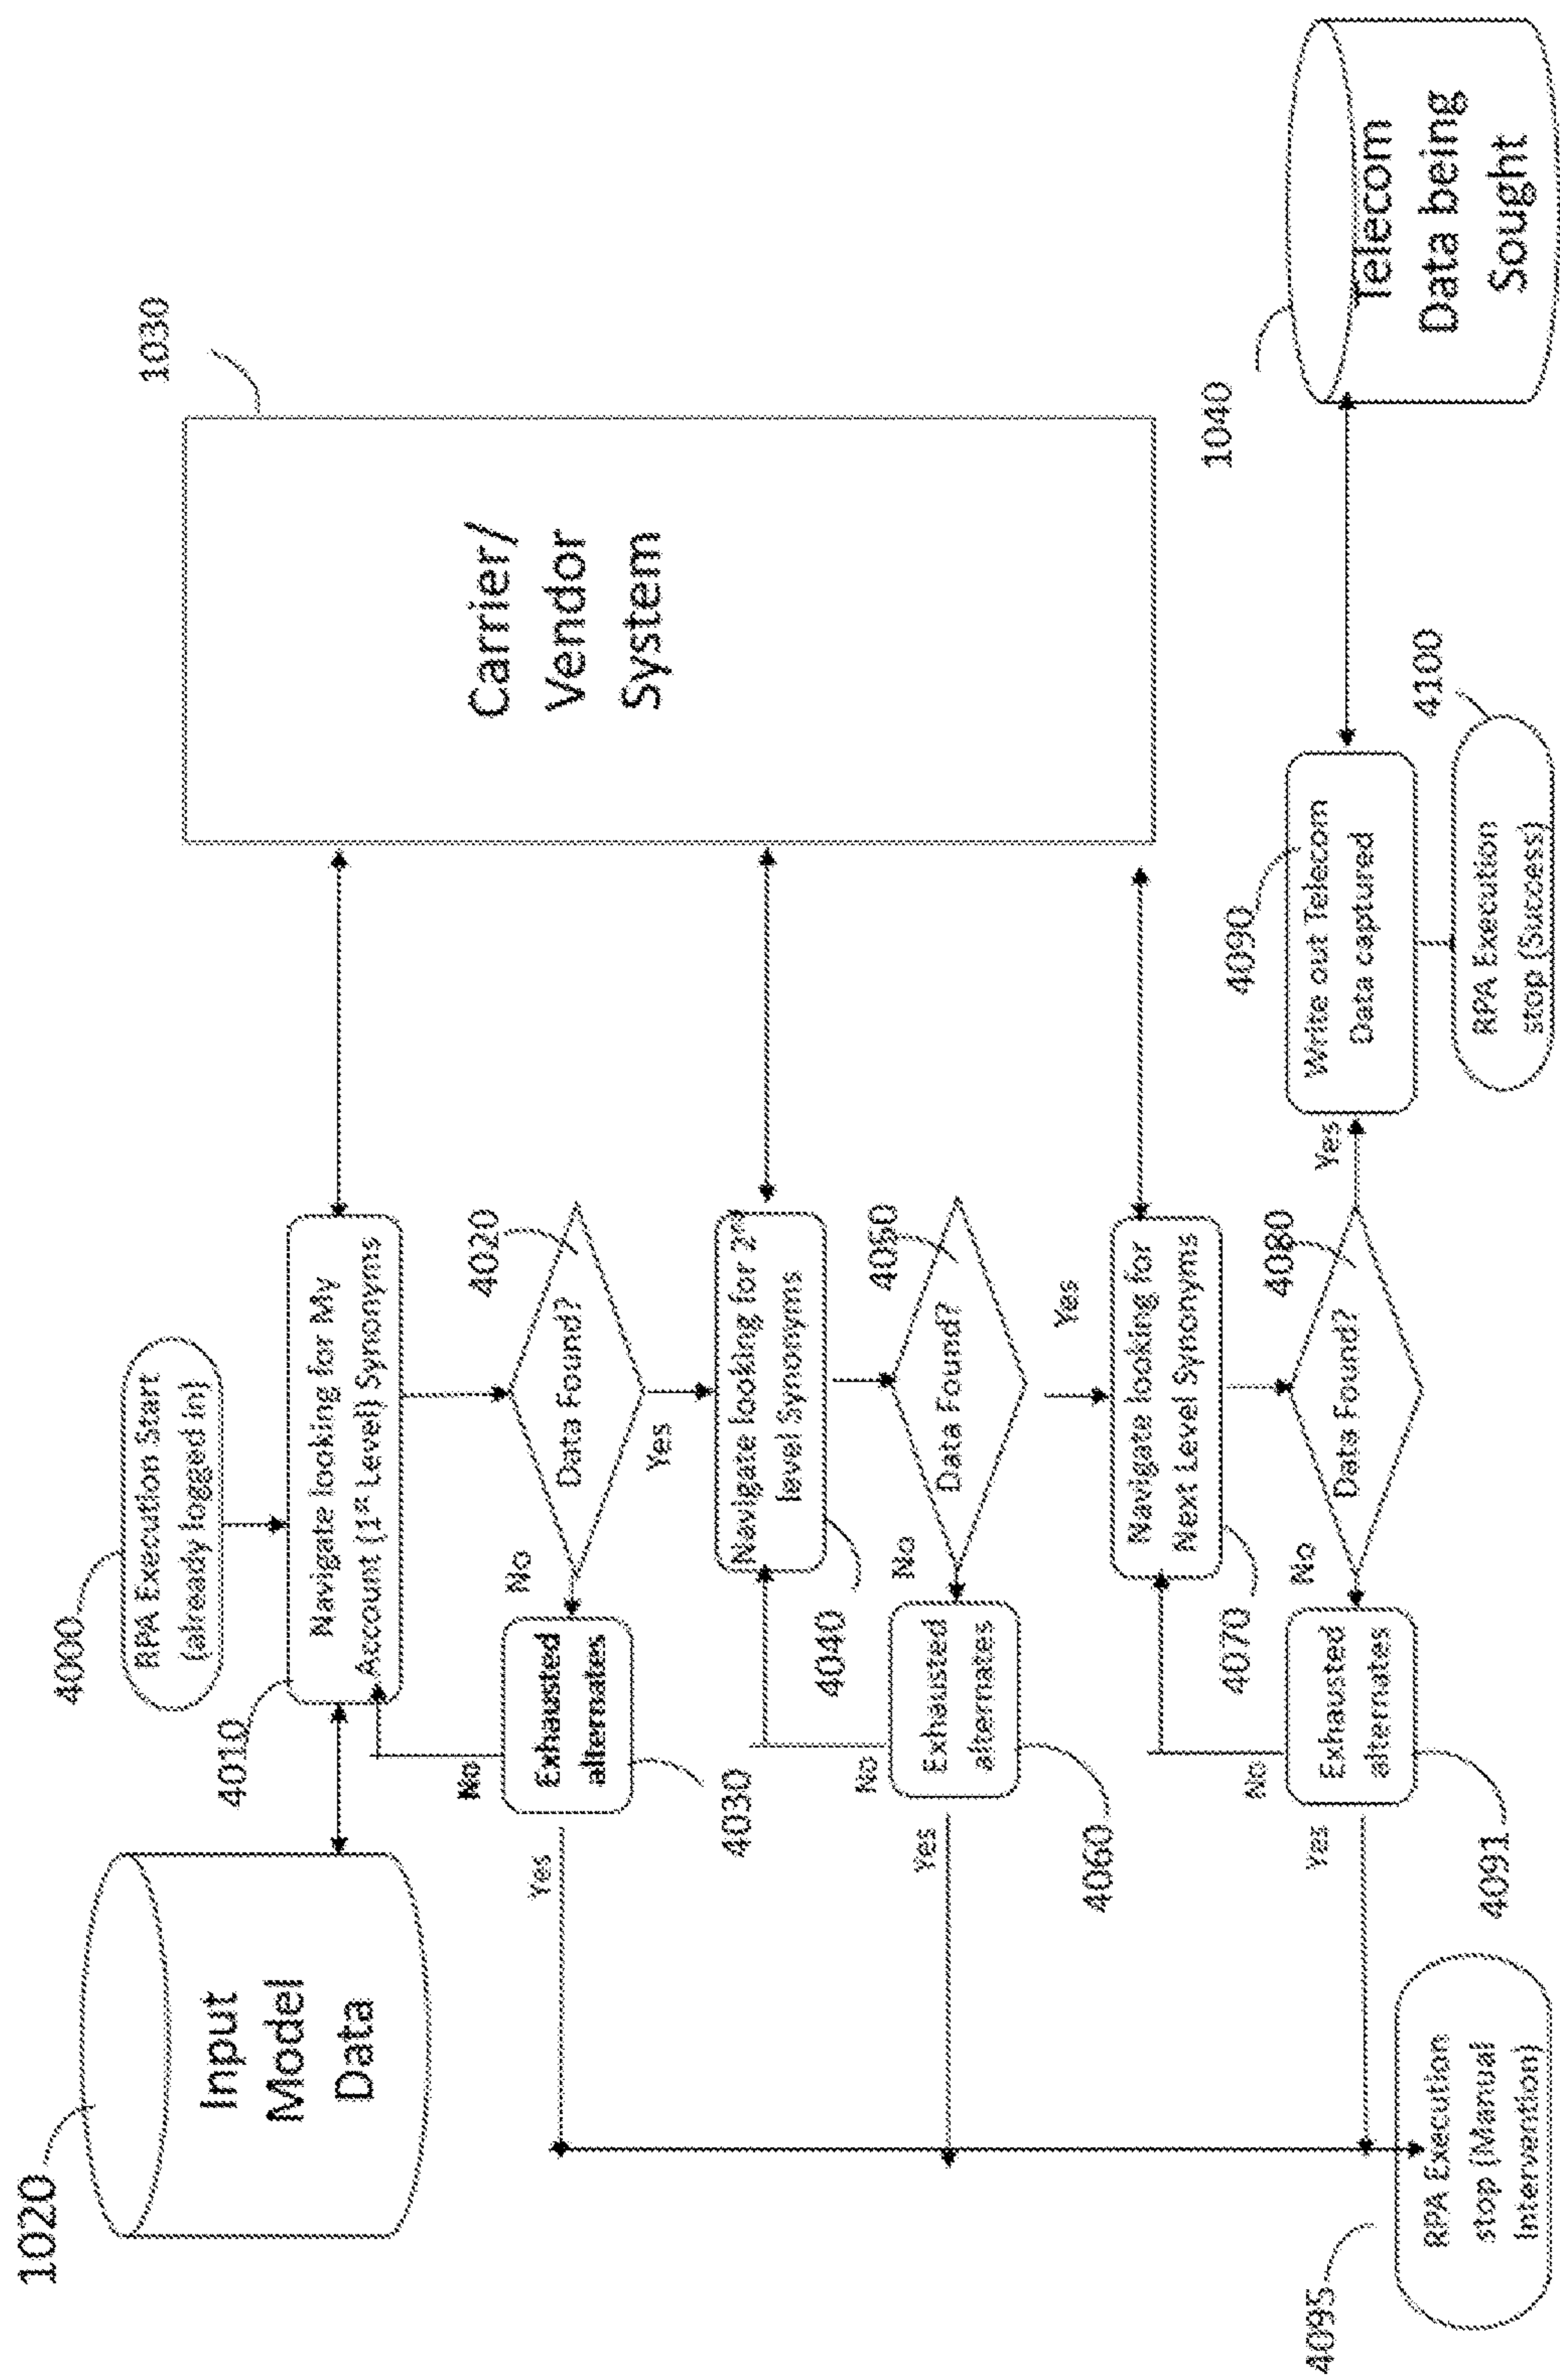 1020
Input
Model
Data
4000
RPA Execution Start
(already logged in)
4010
Navigate looking for My
Account (1st Level) Synonyms
1030
Carrier/
Vendor
System
4020
Data Found?
No
Yes
Exhausted
alternates
No
Yes
4030
Navigate looking for 2nd
level Synonyms
4040
4060
Data Found?
No
Yes
Exhausted
alternates
No
Yes
4060
Navigate looking for
Next Level Synonyms
4070
4080
Data Found?
No
Yes
Exhausted
alternates
No
Yes
4091
4090
Write out Telecom
Data captured
1040
Telecom
Data being
Sought
4095
RPA Execution
stop (Manual
Intervention)
4100
RPA Execution
stop (Success)